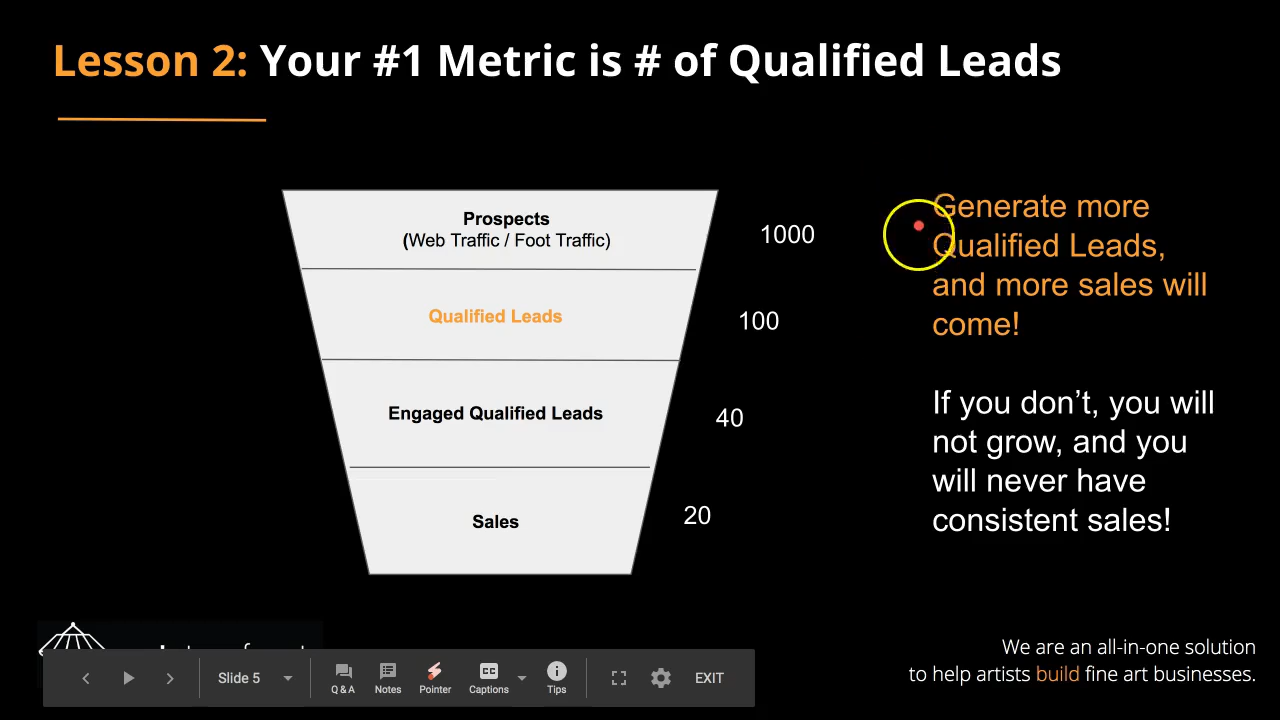 Lesson 2: Your #1 Metric is # of Qualified Leads
Prospects
(Web Traffic / Foot Traffic)
1000
Qualified Leads
100
Engaged Qualified Leads
40
Sales
20
Generate more
Qualified Leads,
and more sales will
come!
If you don’t, you will
not grow, and you
will never have
consistent sales!
We are an all-in-one solution
to help artists build fine art businesses.
Slide 5
Q & A
Notes
Pointer
Captions
Tips
EXIT